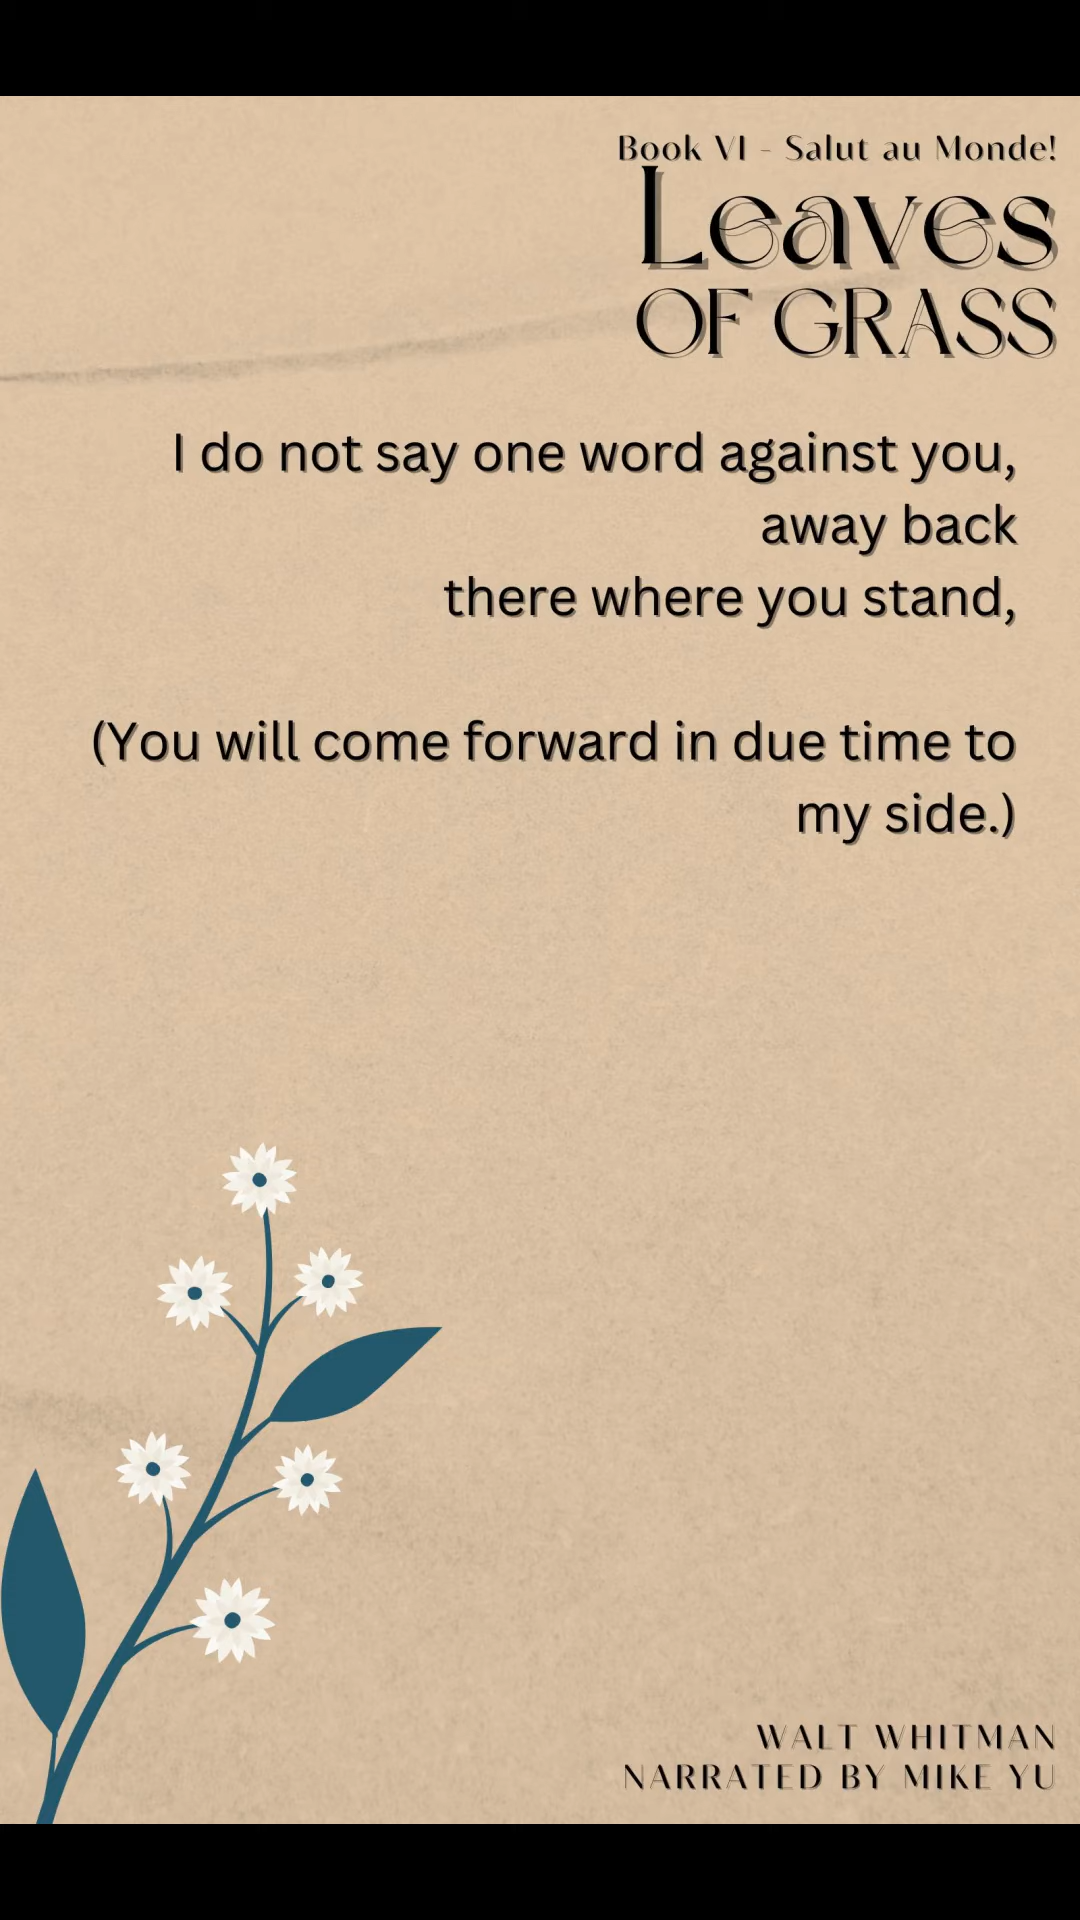 Book VI - Salut au Monde!
Leaves
OF GRASS
I do not say one word against you,
away back
there where you stand,
(You will come forward in due time to
my side.)
WALT WHITMAN
NARRATED BY MIKE YU